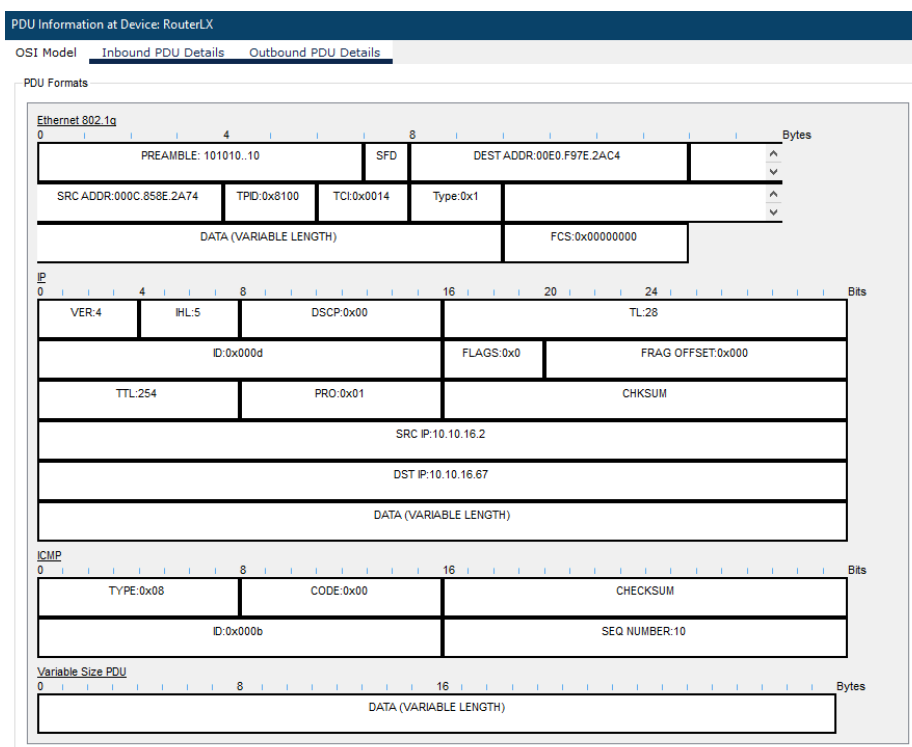 PDU Information at Device: RouterLX
OSI Model Inbound PDU Details Outbound PDU Details
PDU Formats
Ethernet 802.1q
0 4 8 Bytes
PREAMBLE: 101010..10 SFD DEST ADDR:00E0.F97E.2AC4
SRC ADDR:000C.858E.2A74 TPID:0x8100 TCI:0x0014 Type:0x1
DATA (VARIABLE LENGTH) FCS:0x00000000
IP
0 4 8 16 20 24 Bits
VER:4 IHL:5 DSCP:0x00 TL:28
ID:0x000d FLAGS:0x0 FRAG OFFSET:0x000
TTL:254 PRO:0x01 CHKSUM
SRC IP:10.10.16.2
DST IP:10.10.16.67
DATA (VARIABLE LENGTH)
ICMP
0 8 16 Bits
TYPE:0x08 CODE:0x00 CHECKSUM
ID:0x000b SEQ NUMBER:10
Variable Size PDU
0 8 16 Bytes
DATA (VARIABLE LENGTH)